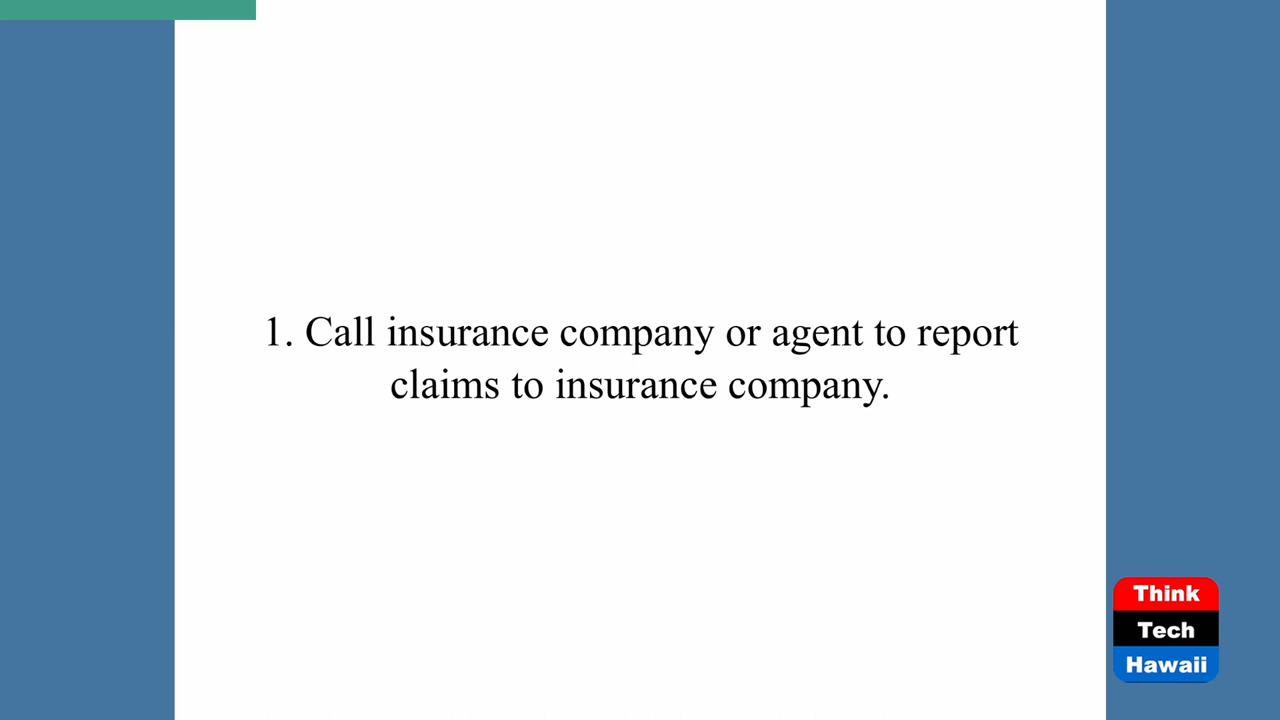 1. Call insurance company or agent to report
claims to insurance company.
Think
Tech
Hawaii